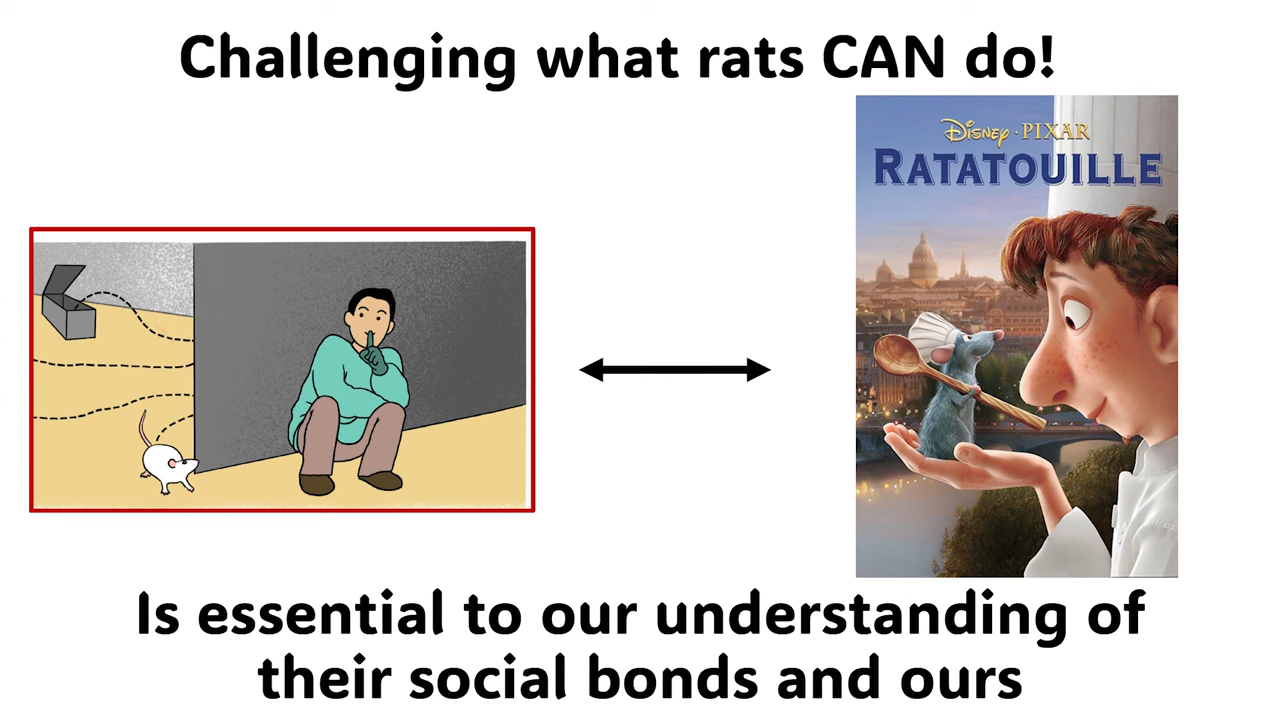 Challenging what rats CAN do!
DISNEY · PIXAR
RATATOUILLE
Is essential to our understanding of
their social bonds and ours